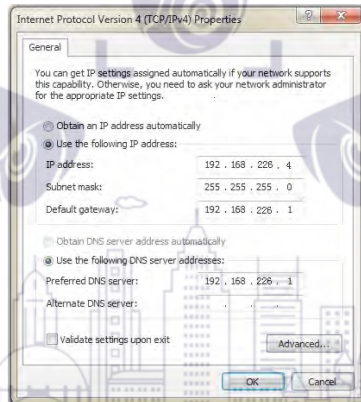 Internet Protocol Version 4 (TCP/IPv4) Properties
General
You can get IP settings assigned automatically if your network supports
this capability. Otherwise, you need to ask your network administrator
for the appropriate IP settings.
Obtain an IP address automatically
Use the following IP address:
IP address: 192 . 168 . 226 . 4
Subnet mask: 255 . 255 . 255 . 0
Default gateway: 192 . 168 . 226 . 1
Obtain DNS server address automatically
Use the following DNS server addresses:
Preferred DNS server: 192 . 168 . 226 . 1
Alternate DNS server: . . .
Validate settings upon exit
Advanced...
OK Cancel